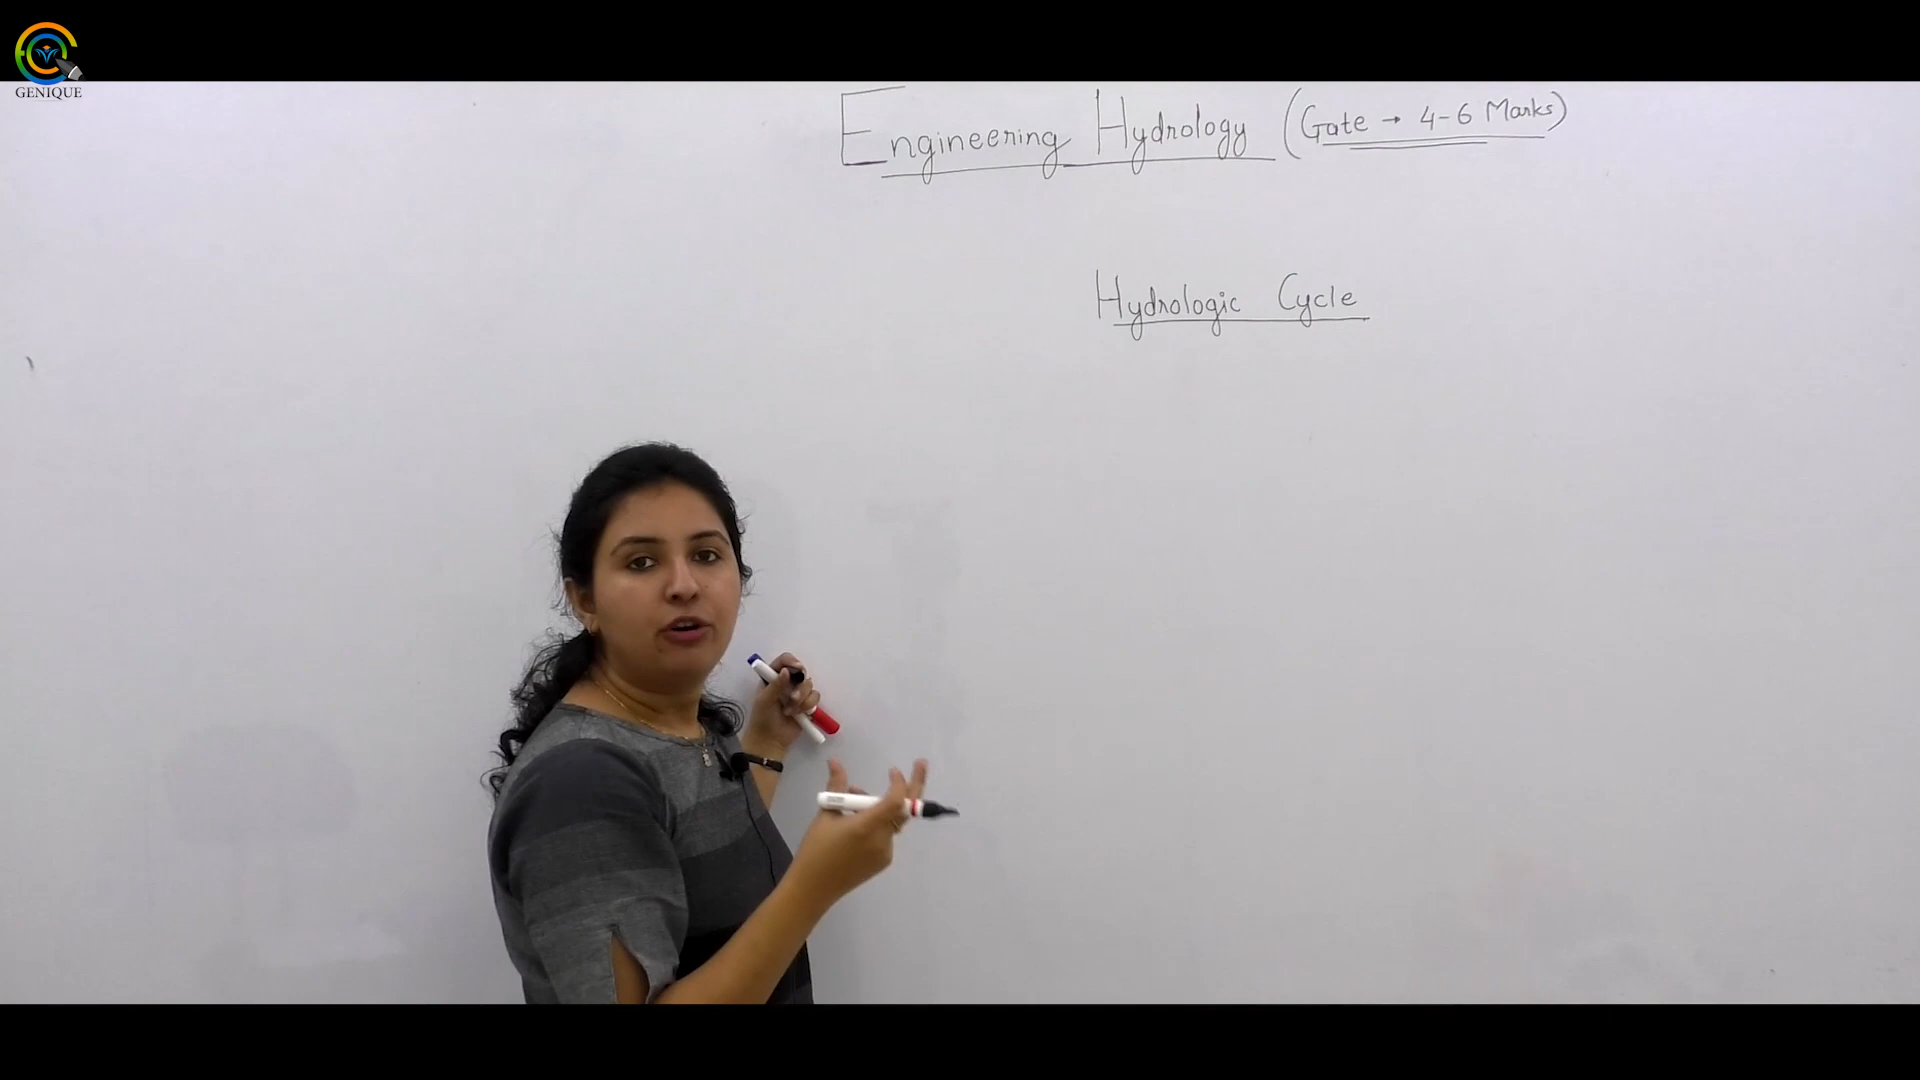 GENIQUE
Engineering Hydrology (Gate → 4-6 Marks)
Hydrologic Cycle